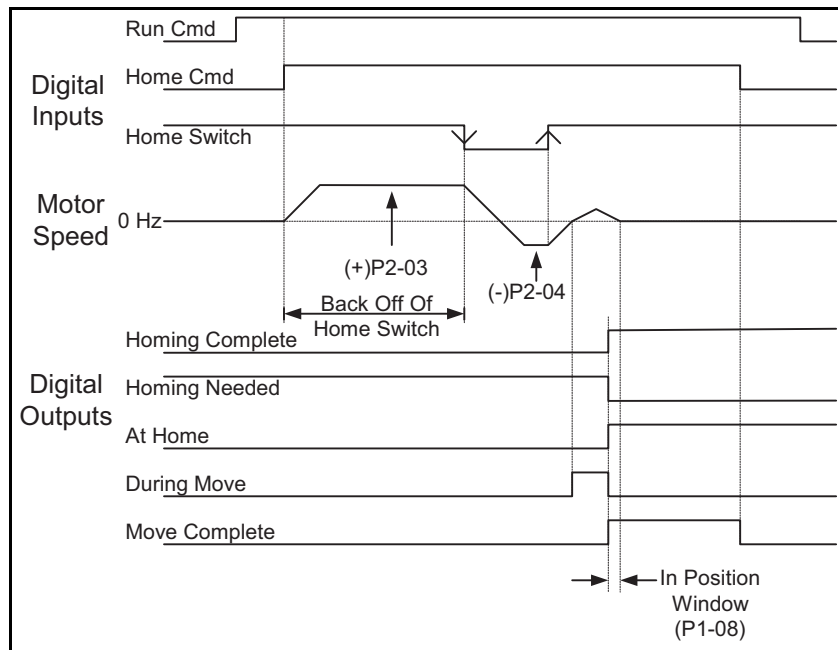 Run Cmd
Digital
Inputs
Home Cmd
Home Switch
Motor
Speed
0 Hz
(+)P2-03
(-)P2-04
Back Off Of
Home Switch
Digital
Outputs
Homing Complete
Homing Needed
At Home
During Move
Move Complete
In Position
Window
(P1-08)